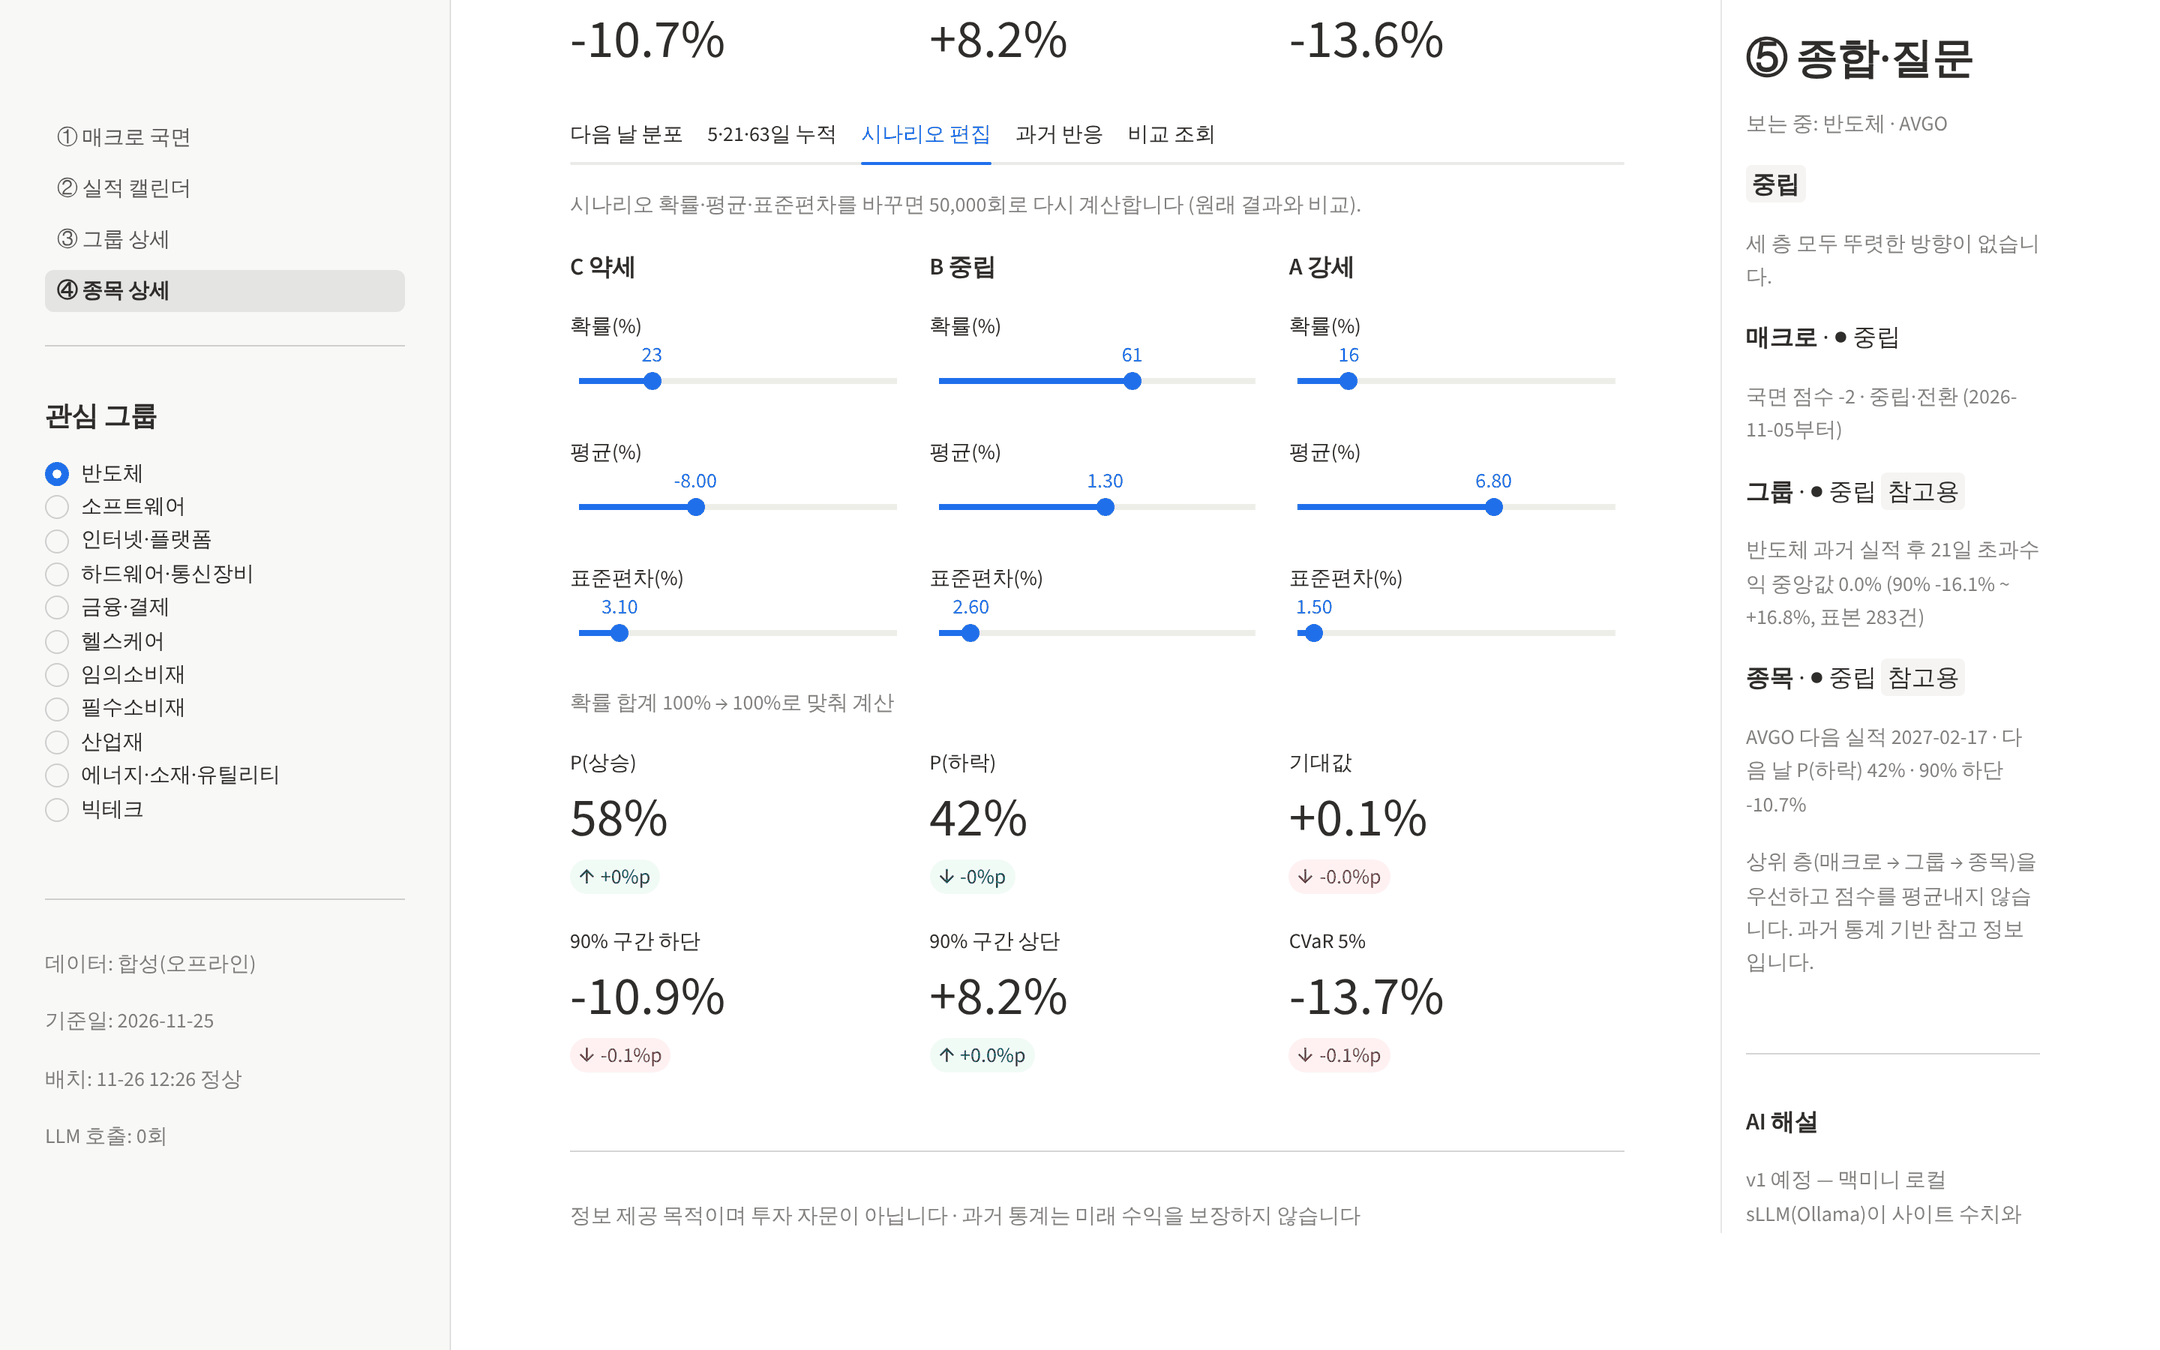 ① 매크로 국면
② 실적 캘린더
③ 그룹 상세
④ 종목 상세
관심 그룹
반도체
소프트웨어
인터넷·플랫폼
하드웨어·통신장비
금융·결제
헬스케어
임의소비재
필수소비재
산업재
에너지·소재·유틸리티
빅테크
데이터: 합성(오프라인)
기준일: 2026-11-25
배치: 11-26 12:26 정상
LLM 호출: 0회
-10.7% +8.2% -13.6%
다음 날 분포 5·21·63일 누적 시나리오 편집 과거 반응 비교 조회
시나리오 확률·평균·표준편차를 바꾸면 50,000회로 다시 계산합니다 (원래 결과와 비교).
C 약세 B 중립 A 강세
확률(%) 확률(%) 확률(%)
23 61 16
평균(%) 평균(%) 평균(%)
-8.00 1.30 6.80
표준편차(%) 표준편차(%) 표준편차(%)
3.10 2.60 1.50
확률 합계 100% → 100%로 맞춰 계산
P(상승) P(하락) 기대값
58% 42% +0.1%
↑ +0%p ↓ -0%p ↓ -0.0%p
90% 구간 하단 90% 구간 상단 CVaR 5%
-10.9% +8.2% -13.7%
↓ -0.1%p ↑ +0.0%p ↓ -0.1%p
정보 제공 목적이며 투자 자문이 아닙니다 · 과거 통계는 미래 수익을 보장하지 않습니다
⑤ 종합·질문
보는 중: 반도체 · AVGO
중립
세 층 모두 뚜렷한 방향이 없습니
다.
매크로 · ● 중립
국면 점수 -2 · 중립·전환 (2026-
11-05부터)
그룹 · ● 중립 참고용
반도체 과거 실적 후 21일 초과수
익 중앙값 0.0% (90% -16.1% ~
+16.8%, 표본 283건)
종목 · ● 중립 참고용
AVGO 다음 실적 2027-02-17 · 다
음 날 P(하락) 42% · 90% 하단
-10.7%
상위 층(매크로 → 그룹 → 종목)을
우선하고 점수를 평균내지 않습
니다. 과거 통계 기반 참고 정보
입니다.
AI 해설
v1 예정 — 맥미니 로컬
sLLM(Ollama)이 사이트 수치와